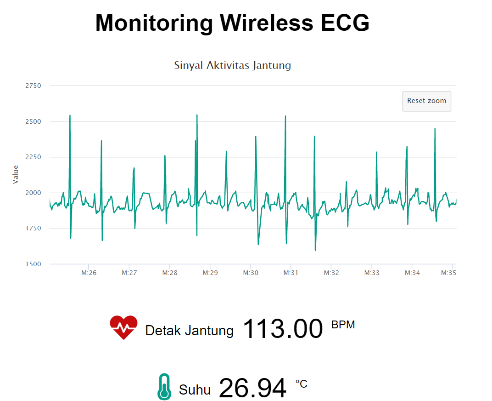 Monitoring Wireless ECG
Sinyal Aktivitas Jantung
Reset zoom
Value
2750
2500
2250
2000
1750
1500
M:26 M:27 M:28 M:29 M:30 M:31 M:32 M:33 M:34 M:35
Detak Jantung 113.00 BPM
Suhu 26.94 °C